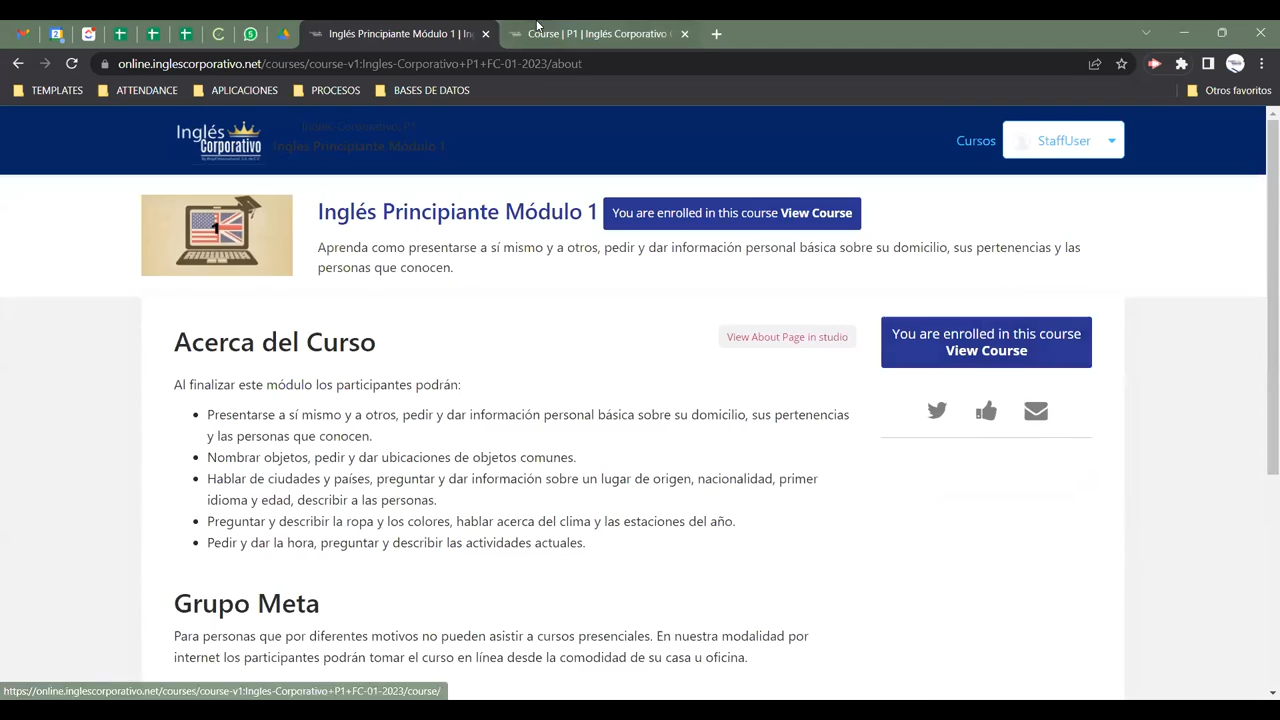 Inglés Principiante Módulo 1 | In
Course | P1 | Inglés Corporativo
online.inglescorporativo.net/courses/course-v1:Ingles-Corporativo+P1+FC-01-2023/about
TEMPLATES
ATTENDANCE
APLICACIONES
PROCESOS
BASES DE DATOS
Otros favoritos
Inglés Corporativo
Inglés Corporativo, P1
Inglés Principiante Módulo 1
Cursos
StaffUser
1
Inglés Principiante Módulo 1
You are enrolled in this course View Course
Aprenda como presentarse a sí mismo y a otros, pedir y dar información personal básica sobre su domicilio, sus pertenencias y las
personas que conocen.
Acerca del Curso
View About Page in studio
You are enrolled in this course
View Course
Al finalizar este módulo los participantes podrán:
Presentarse a sí mismo y a otros, pedir y dar información personal básica sobre su domicilio, sus pertenencias
y las personas que conocen.
Nombrar objetos, pedir y dar ubicaciones de objetos comunes.
Hablar de ciudades y países, preguntar y dar información sobre un lugar de origen, nacionalidad, primer
idioma y edad, describir a las personas.
Preguntar y describir la ropa y los colores, hablar acerca del clima y las estaciones del año.
Pedir y dar la hora, preguntar y describir las actividades actuales.
Grupo Meta
Para personas que por diferentes motivos no pueden asistir a cursos presenciales. En nuestra modalidad por
internet los participantes podrán tomar el curso en línea desde la comodidad de su casa u oficina.
https://online.inglescorporativo.net/courses/course-v1:Ingles-Corporativo+P1+FC-01-2023/course/